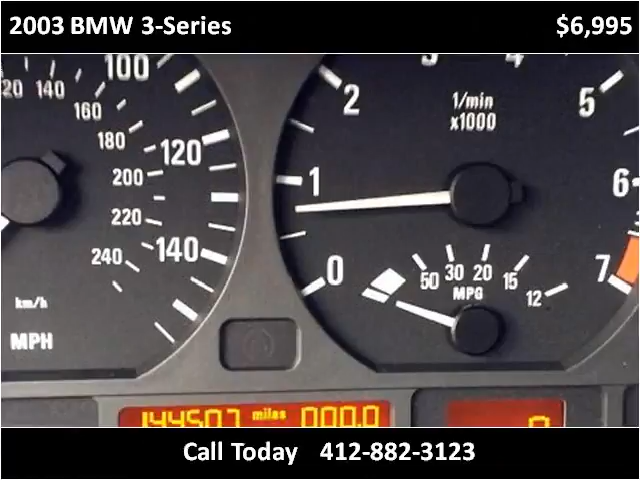 2003 BMW 3-Series $6,995
100
20 140
160
180
120
200
220
240
140
km/h
MPH
3 4
2
5
1/min
x1000
1
6
0
7
50 30 20 15 12
MPG
144507 miles 000.0
Call Today 412-882-3123